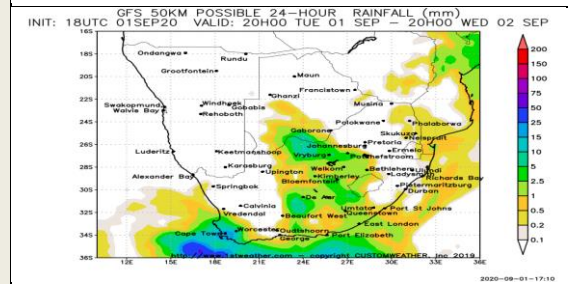 GFS 50KM POSSIBLE 24-HOUR RAINFALL (mm)
INIT: 18UTC 01SEP20 VALID: 20H00 TUE 01 SEP - 20H00 WED 02 SEP
16S
Ondangwa Rundu
18S
Grootfontein Maun
20S
Francistown
Ghanzi
22S
Swakopmund Windhoek Gobabis Musina
Walvis Bay Rehoboth Polokwane Phalaborwa
24S
Gaborone Skukuza
Pretoria Nelspruit
26S
Luderitz Keetmanshoop Johannesburg Ermelo
Vryburg Potchefstroom
28S
Karasburg Welkom Bethlehem Ulundi
Alexander Bay Upington Kimberley Ladysmith Richards Bay
Bloemfontein
30S
Springbok Pietermaritzburg
Durban
De Aar
32S
Calvinia Umtata Port St Johns
Vredendal Beaufort West Queenstown
East London
34S
Cape Town Worcester Oudtshoorn
George Port Elizabeth
36S
http://www.1stweather.com - copyright CUSTOMWEATHER, Inc 2019
12E 15E 18E 21E 24E 27E 30E 33E 36E
200
150
100
75
50
25
15
10
5
2.5
1
0.5
0.2
0.1
2020-09-01-17:10